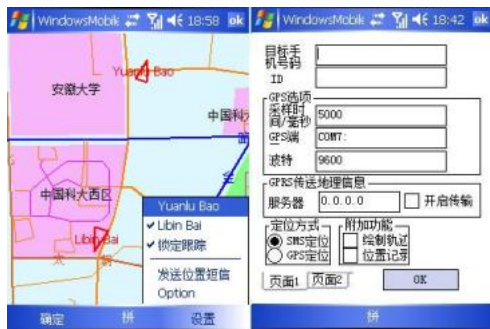 WindowsMobil 18:58 ok
Yuanlu Bao
安徽大学
中国科
中国科大西区
Libin Bai
Yuanlu Bao
Libin Bai
锁定跟踪
发送位置短信
Option
确定 拼 设置
WindowsMobil 18:42 ok
目标手
机号码
ID
GPS选项
采样时
间/毫秒 5000
GPS端 COM7:
波特 9600
GPRS传送地理信息
服务器 0.0.0.0 开启传输
定位方式 附加功能
SMS定位 绘制轨迹
GPS定位 位置记录
页面1 页面2 OK
拼